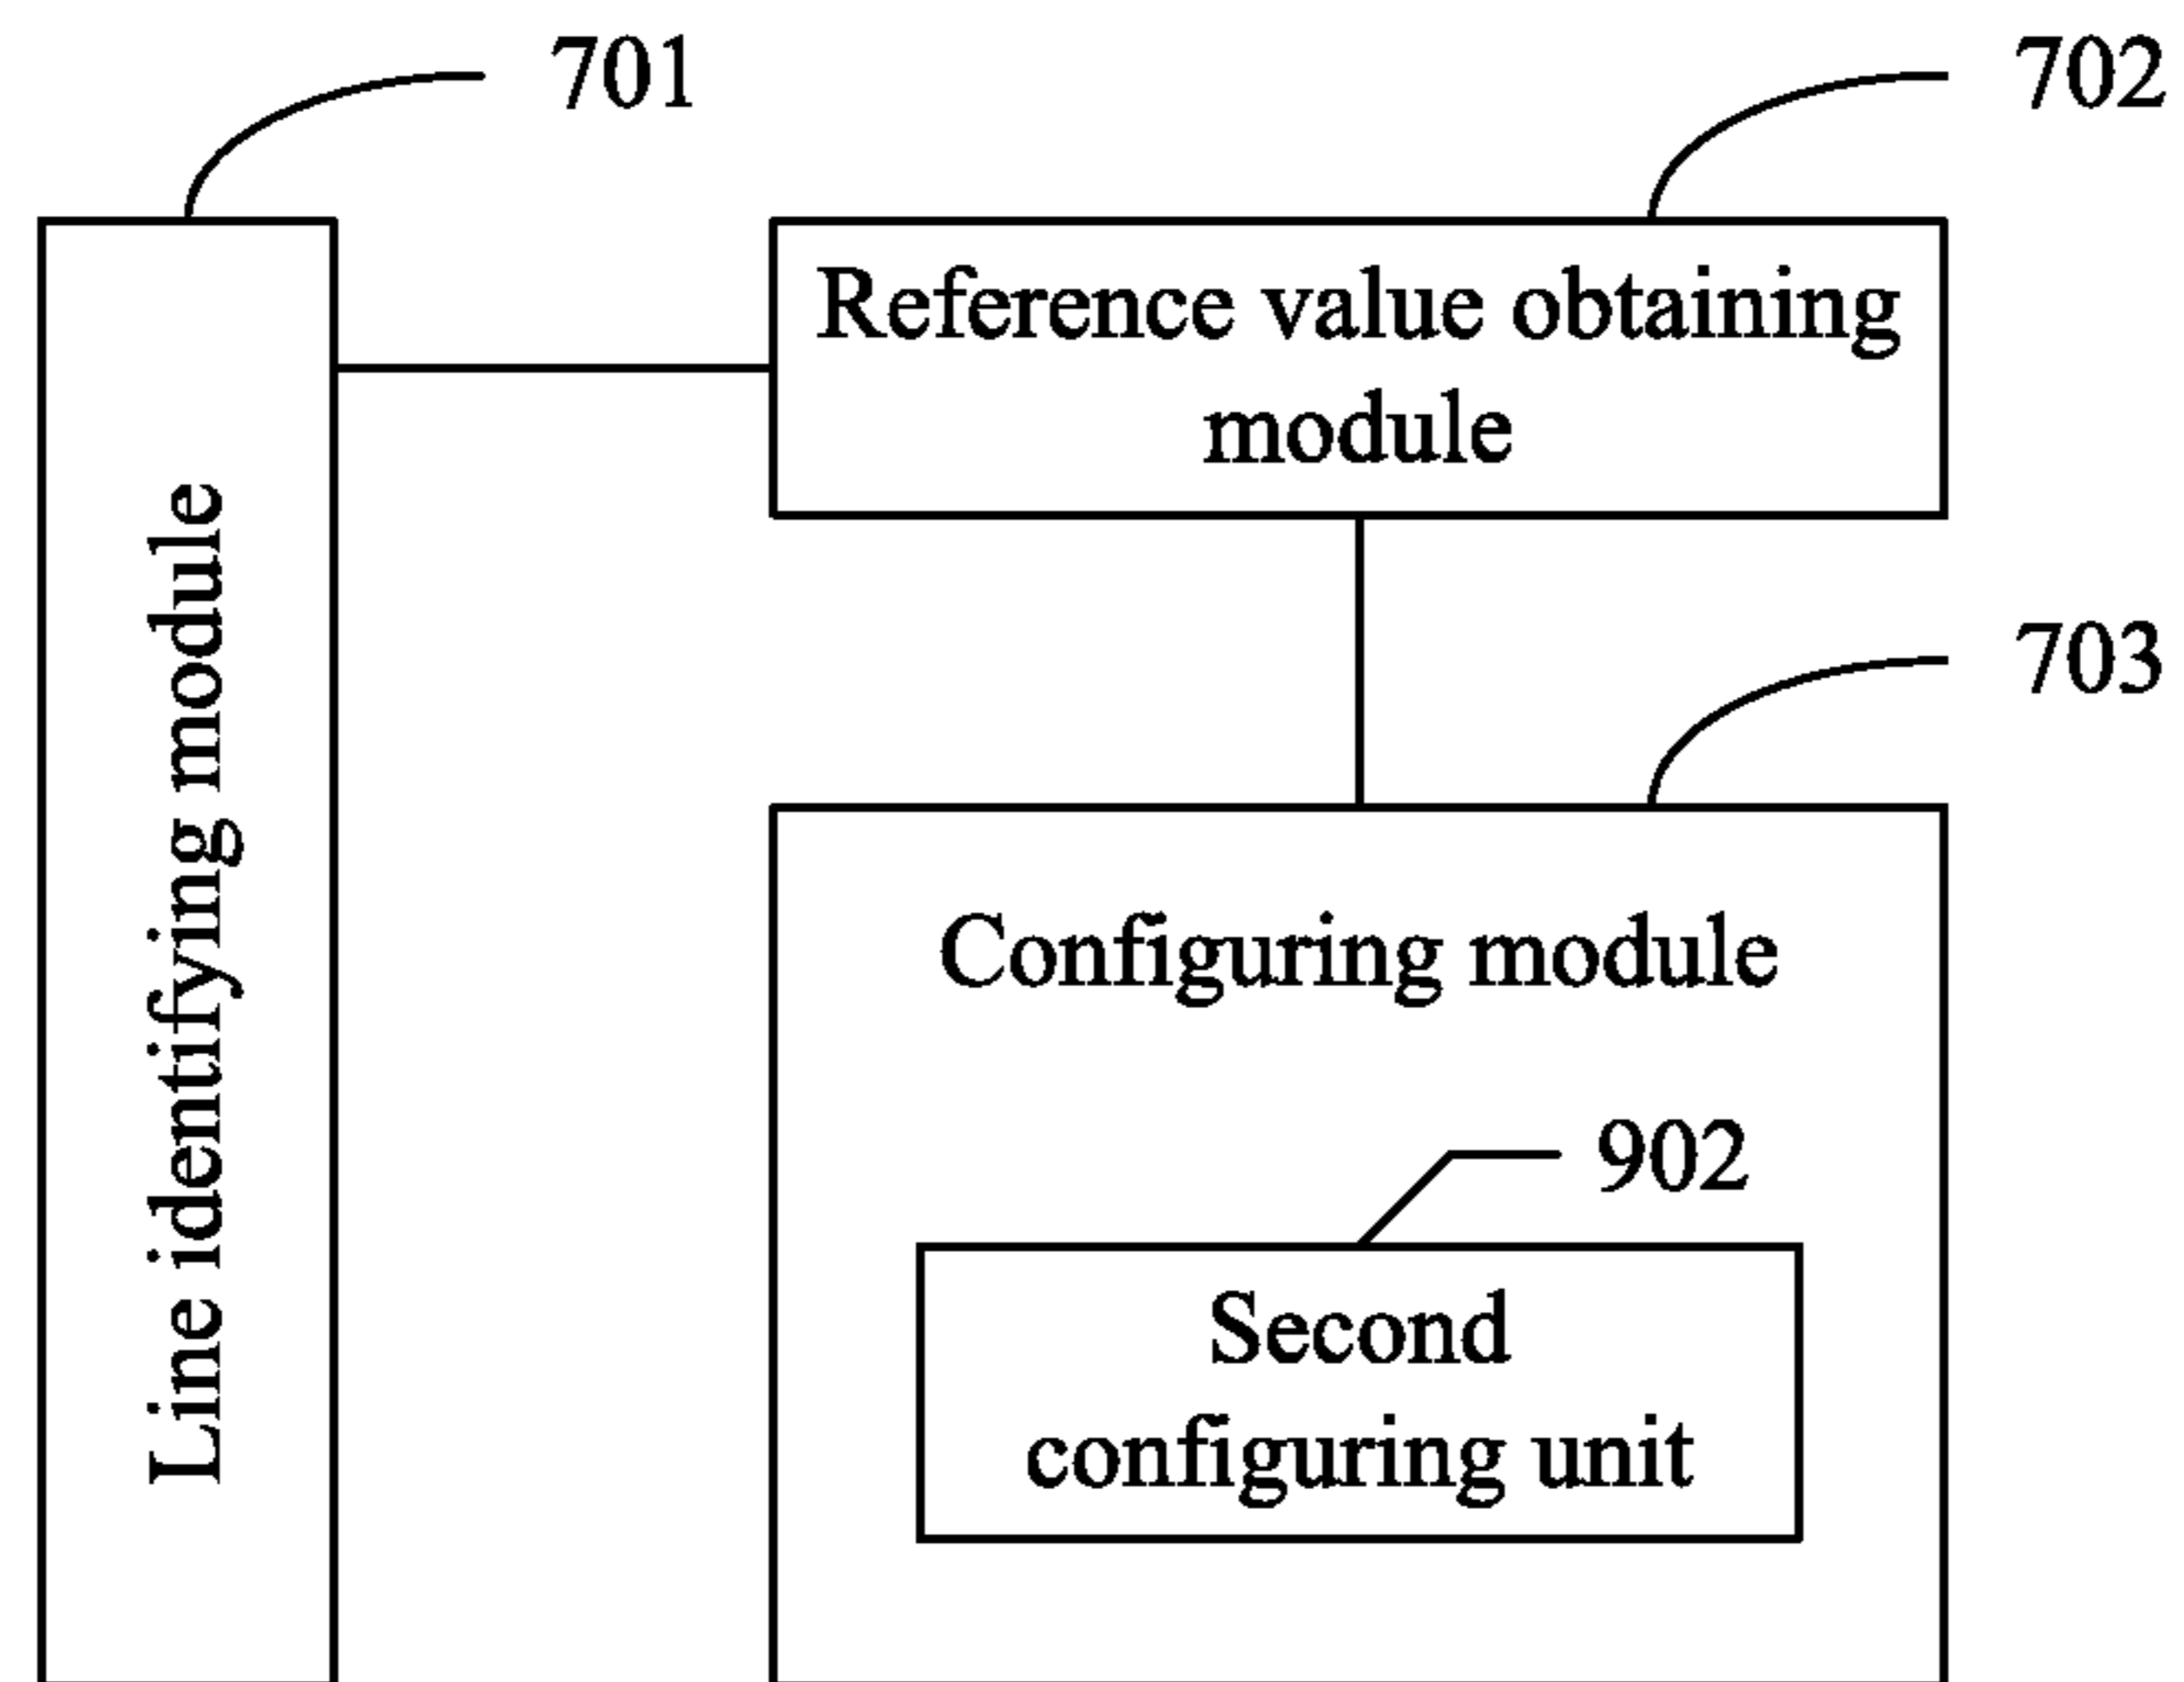 701
702
Reference value obtaining
module
Line identifying module
703
Configuring module
902
Second
configuring unit